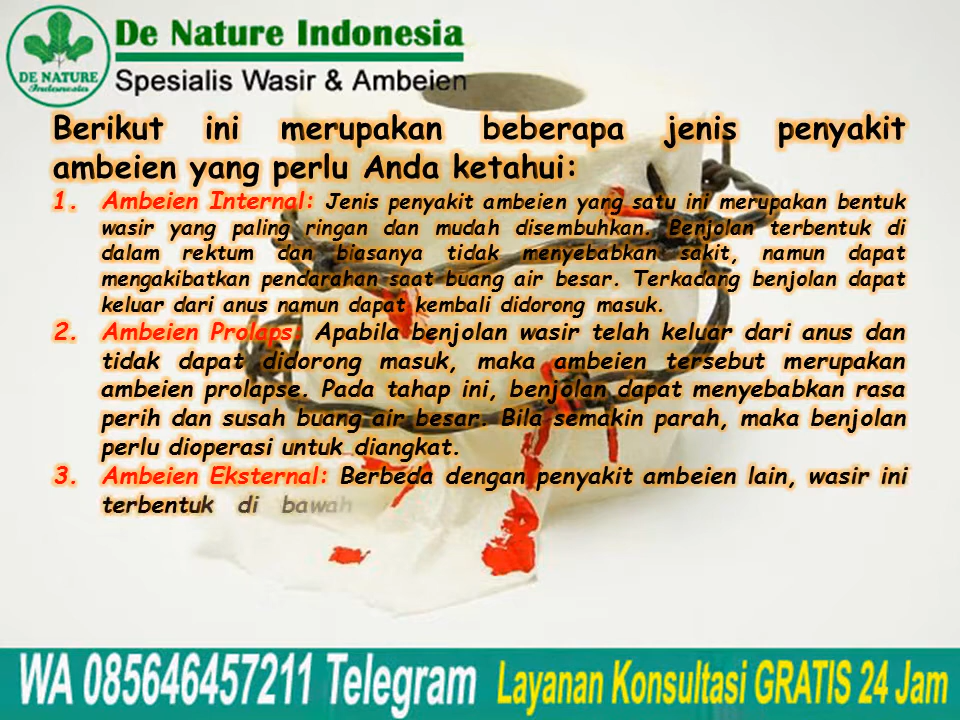 De Nature Indonesia
DE NATURE
Indonesia
Spesialis Wasir & Ambeien
Berikut ini merupakan beberapa jenis penyakit
ambeien yang perlu Anda ketahui:
1. Ambeien Internal: Jenis penyakit ambeien yang satu ini merupakan bentuk
wasir yang paling ringan dan mudah disembuhkan. Benjolan terbentuk di
dalam rektum dan biasanya tidak menyebabkan sakit, namun dapat
mengakibatkan pendarahan saat buang air besar. Terkadang benjolan dapat
keluar dari anus namun dapat kembali didorong masuk.
2. Ambeien Prolaps: Apabila benjolan wasir telah keluar dari anus dan
tidak dapat didorong masuk, maka ambeien tersebut merupakan
ambeien prolapse. Pada tahap ini, benjolan dapat menyebabkan rasa
perih dan susah buang air besar. Bila semakin parah, maka benjolan
perlu dioperasi untuk diangkat.
3. Ambeien Eksternal: Berbeda dengan penyakit ambeien lain, wasir ini
terbentuk di bawah
WA 085646457211 Telegram Layanan Konsultasi GRATIS 24 Jam